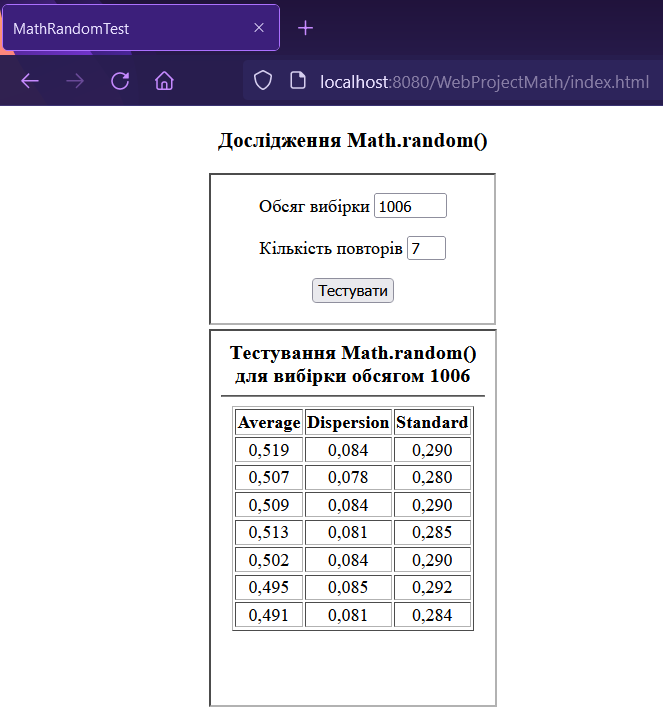 MathRandomTest
localhost:8080/WebProjectMath/index.html
Дослідження Math.random()
Обсяг вибірки 1006
Кількість повторів 7
Тестувати
Тестування Math.random()
для вибірки обсягом 1006
Average Dispersion Standard
0,519 0,084 0,290
0,507 0,078 0,280
0,509 0,084 0,290
0,513 0,081 0,285
0,502 0,084 0,290
0,495 0,085 0,292
0,491 0,081 0,284